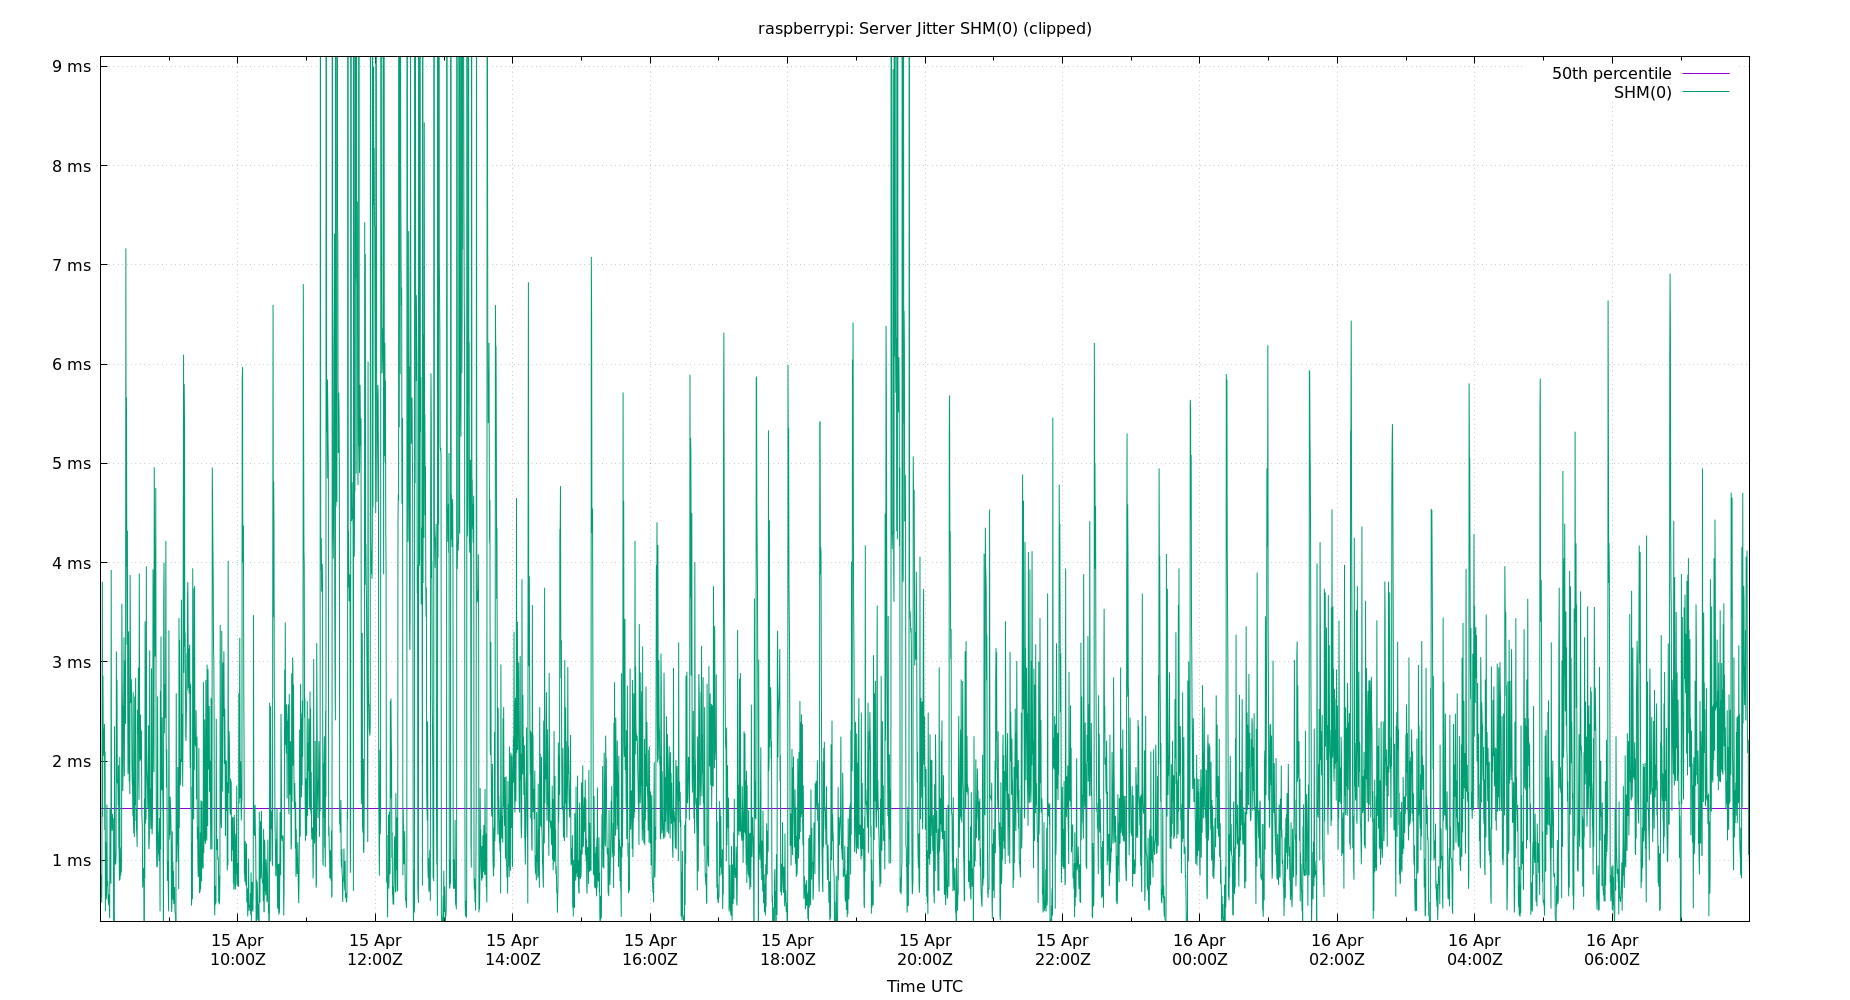 raspberrypi: Server Jitter SHM(0) (clipped)
9 ms
8 ms
7 ms
6 ms
5 ms
4 ms
3 ms
2 ms
1 ms
50th percentile
SHM(0)
15 Apr 15 Apr 15 Apr 15 Apr 15 Apr 15 Apr 15 Apr 16 Apr 16 Apr 16 Apr 16 Apr
10:00Z 12:00Z 14:00Z 16:00Z 18:00Z 20:00Z 22:00Z 00:00Z 02:00Z 04:00Z 06:00Z
Time UTC